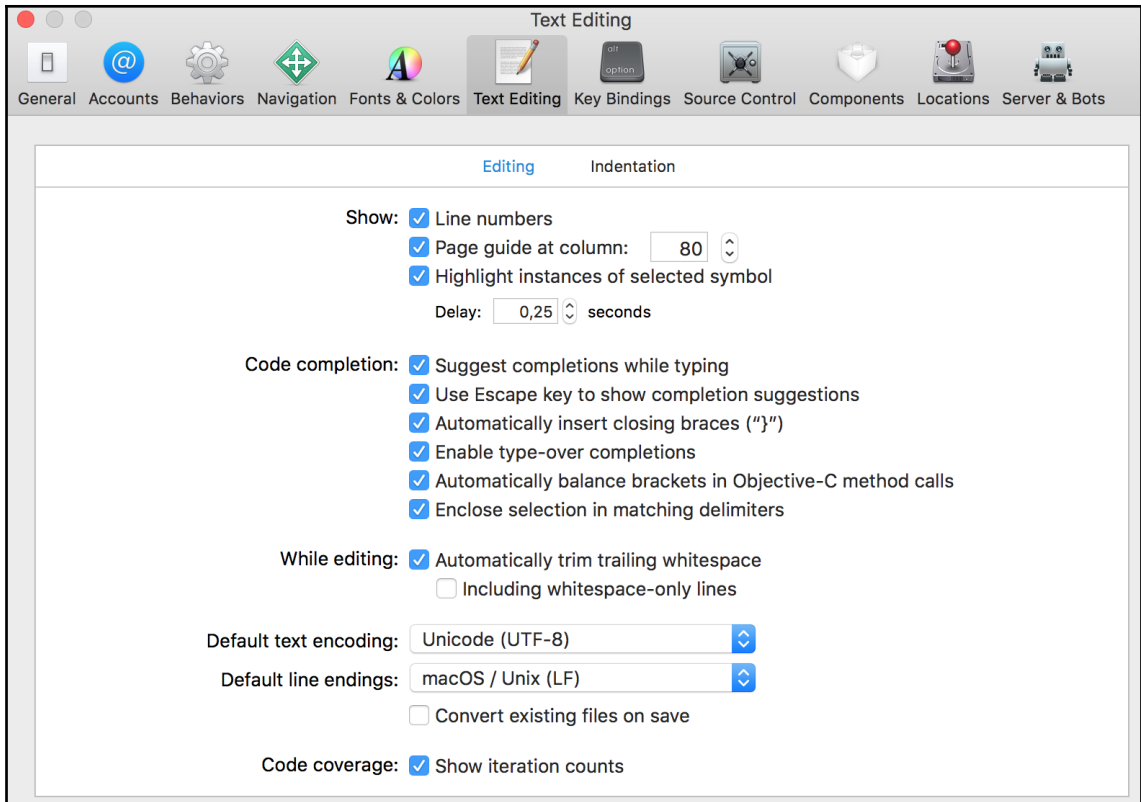 Text Editing
@
A
alt
option
General Accounts Behaviors Navigation Fonts & Colors Text Editing Key Bindings Source Control Components Locations Server & Bots
Editing Indentation
Show: Line numbers
Page guide at column: 80
Highlight instances of selected symbol
Delay: 0,25 seconds
Code completion: Suggest completions while typing
Use Escape key to show completion suggestions
Automatically insert closing braces (“}”)
Enable type-over completions
Automatically balance brackets in Objective-C method calls
Enclose selection in matching delimiters
While editing: Automatically trim trailing whitespace
Including whitespace-only lines
Default text encoding: Unicode (UTF-8)
Default line endings: macOS / Unix (LF)
Convert existing files on save
Code coverage: Show iteration counts